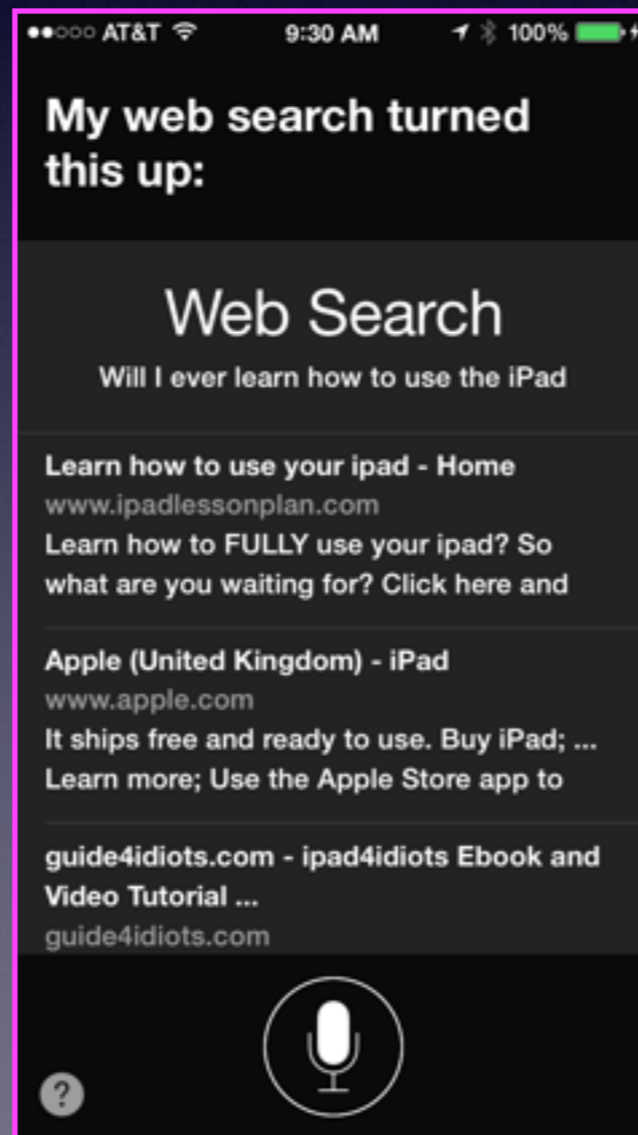 AT&T 9:30 AM 100%
My web search turned
this up:
Web Search
Will I ever learn how to use the iPad
Learn how to use your ipad - Home
www.ipadlessonplan.com
Learn how to FULLY use your ipad? So
what are you waiting for? Click here and
Apple (United Kingdom) - iPad
www.apple.com
It ships free and ready to use. Buy iPad; ...
Learn more; Use the Apple Store app to
guide4idiots.com - ipad4idiots Ebook and
Video Tutorial ...
guide4idiots.com
?